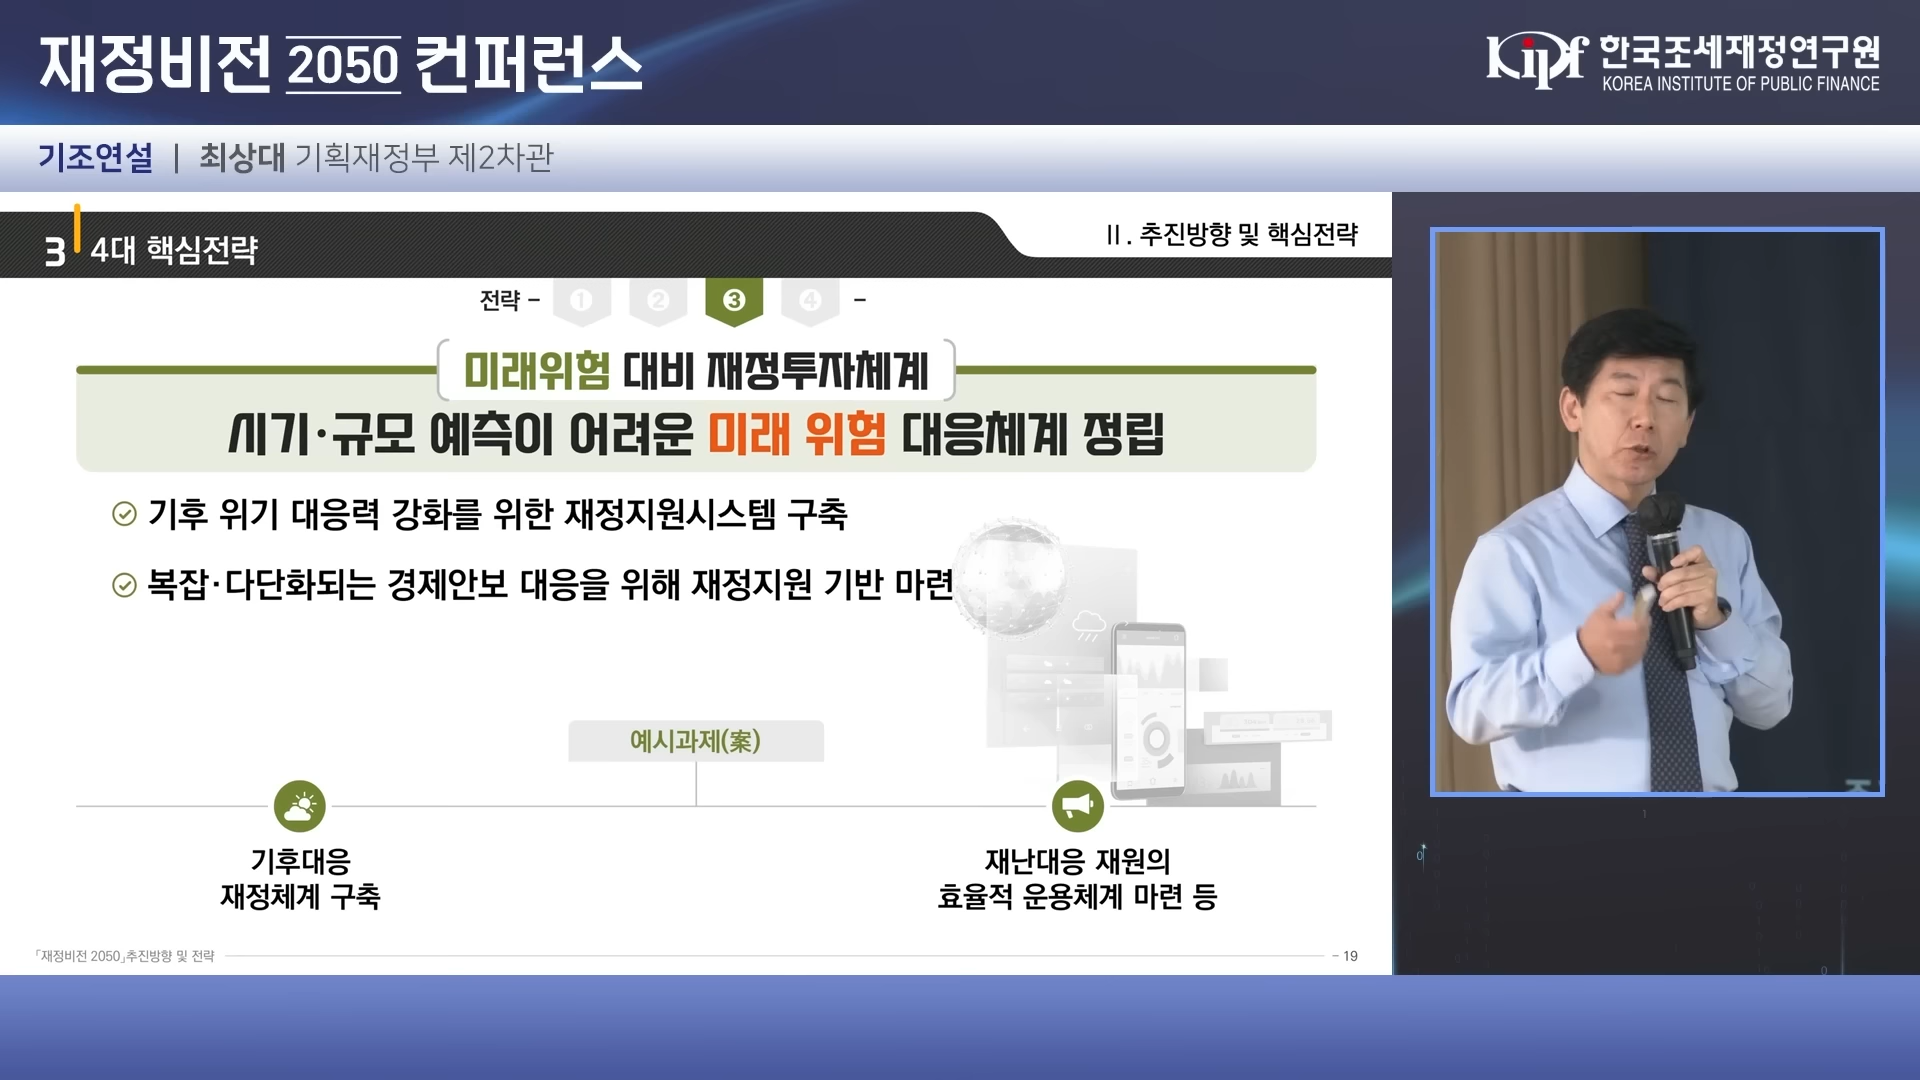 재정비전 2050 컨퍼런스
Kipf 한국조세재정연구원
KOREA INSTITUTE OF PUBLIC FINANCE
기조연설 | 최상대 기획재정부 제2차관
3 4대 핵심전략
Ⅱ. 추진방향 및 핵심전략
전략 - 1 2 3 4 -
미래위험 대비 재정투자체계
시기·규모 예측이 어려운 미래 위험 대응체계 정립
기후 위기 대응력 강화를 위한 재정지원시스템 구축
복잡·다단화되는 경제안보 대응을 위해 재정지원 기반 마련
예시과제(案)
기후대응
재정체계 구축
재난대응 재원의
효율적 운용체계 마련 등
「재정비전 2050」추진방향 및 전략
- 19